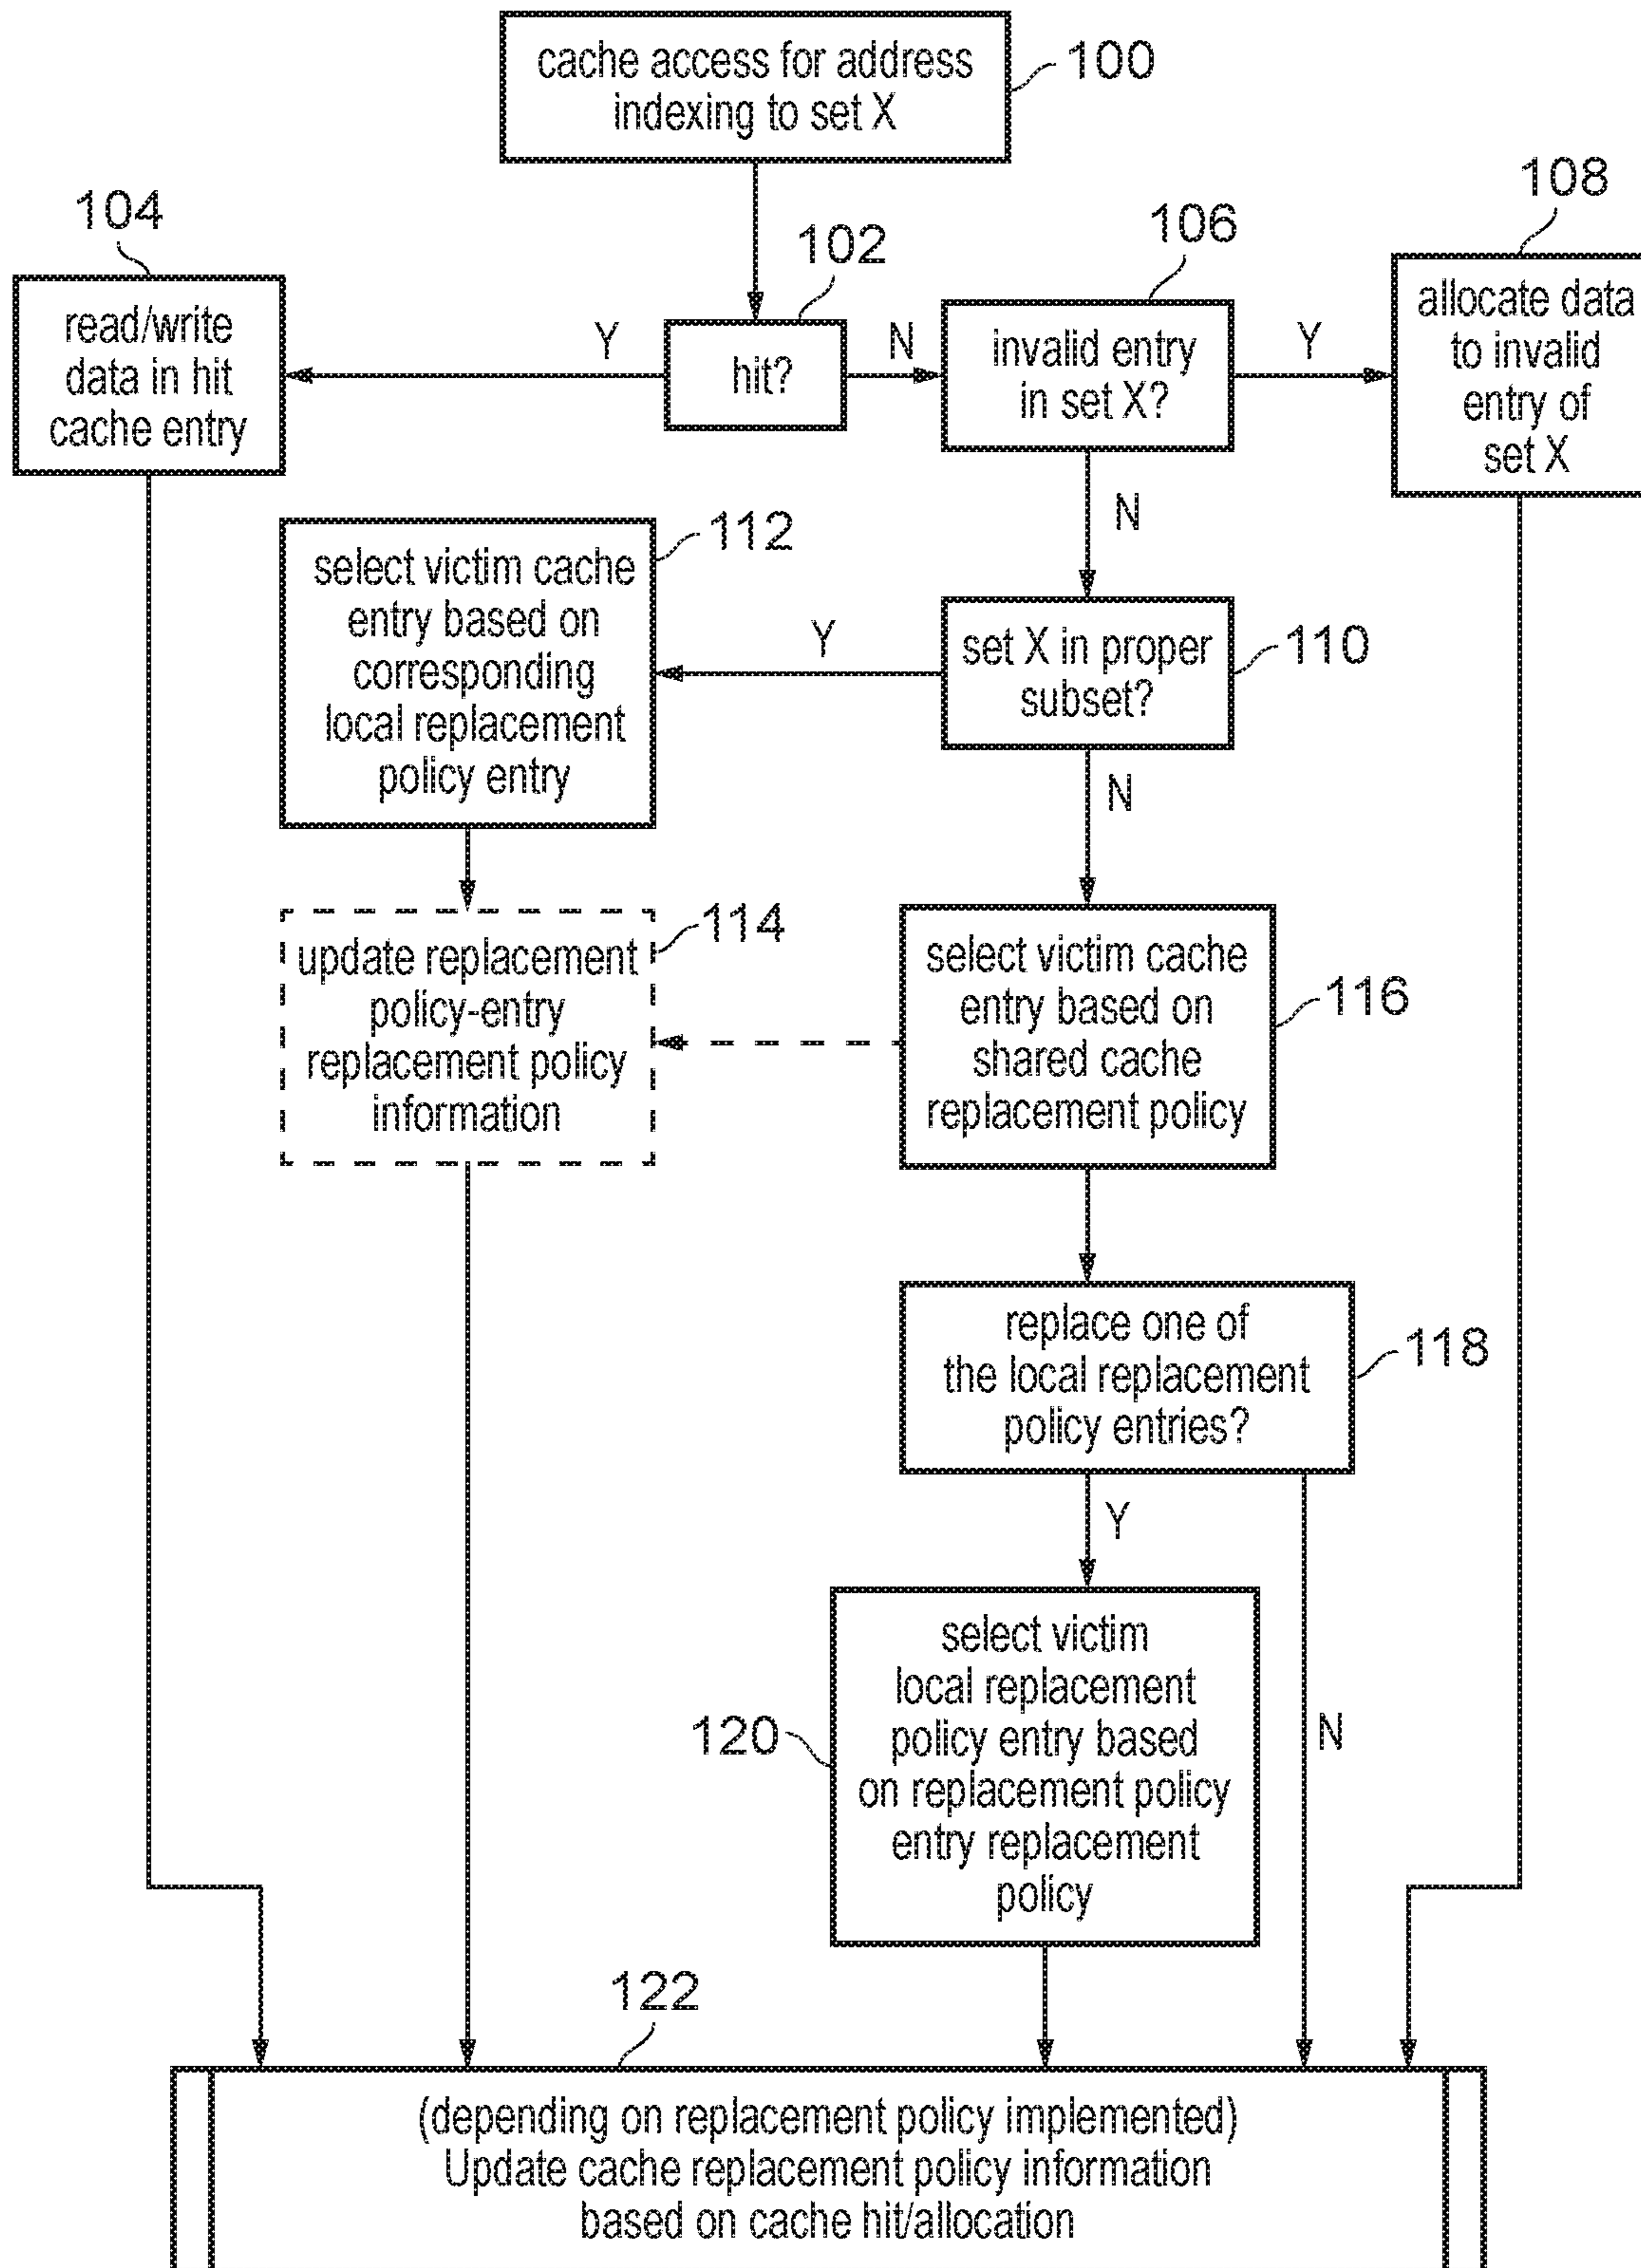 cache access for address
indexing to set X
100
104
102
106
108
read/write
data in hit
cache entry
Y
hit?
N
invalid entry
in set X?
Y
allocate data
to invalid
entry of
set X
N
112
select victim cache
entry based on
corresponding
local replacement
policy entry
Y
set X in proper
subset?
110
N
114
update replacement
policy-entry
replacement policy
information
select victim cache
entry based on
shared cache
replacement policy
116
replace one of
the local replacement
policy entries?
118
Y
N
select victim
local replacement
policy entry based
on replacement policy
entry replacement
policy
120
122
(depending on replacement policy implemented)
Update cache replacement policy information
based on cache hit/allocation